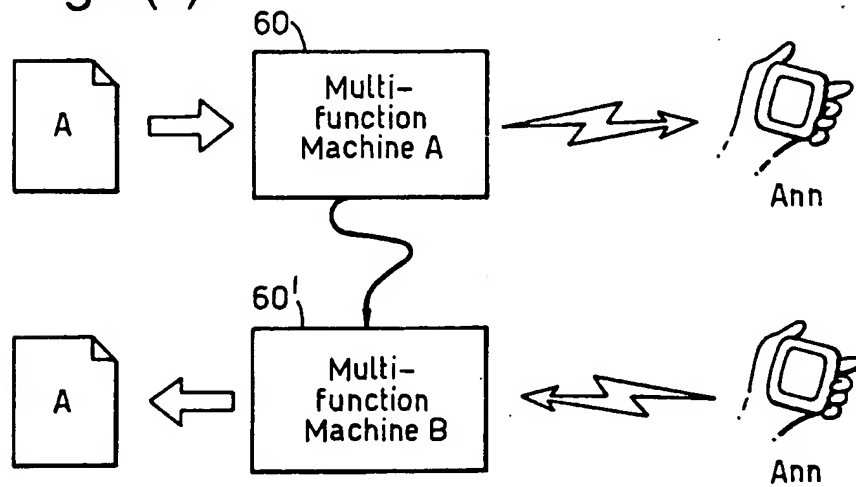 60
A
Multi-
function
Machine A
Ann
60'
A
Multi-
function
Machine B
Ann